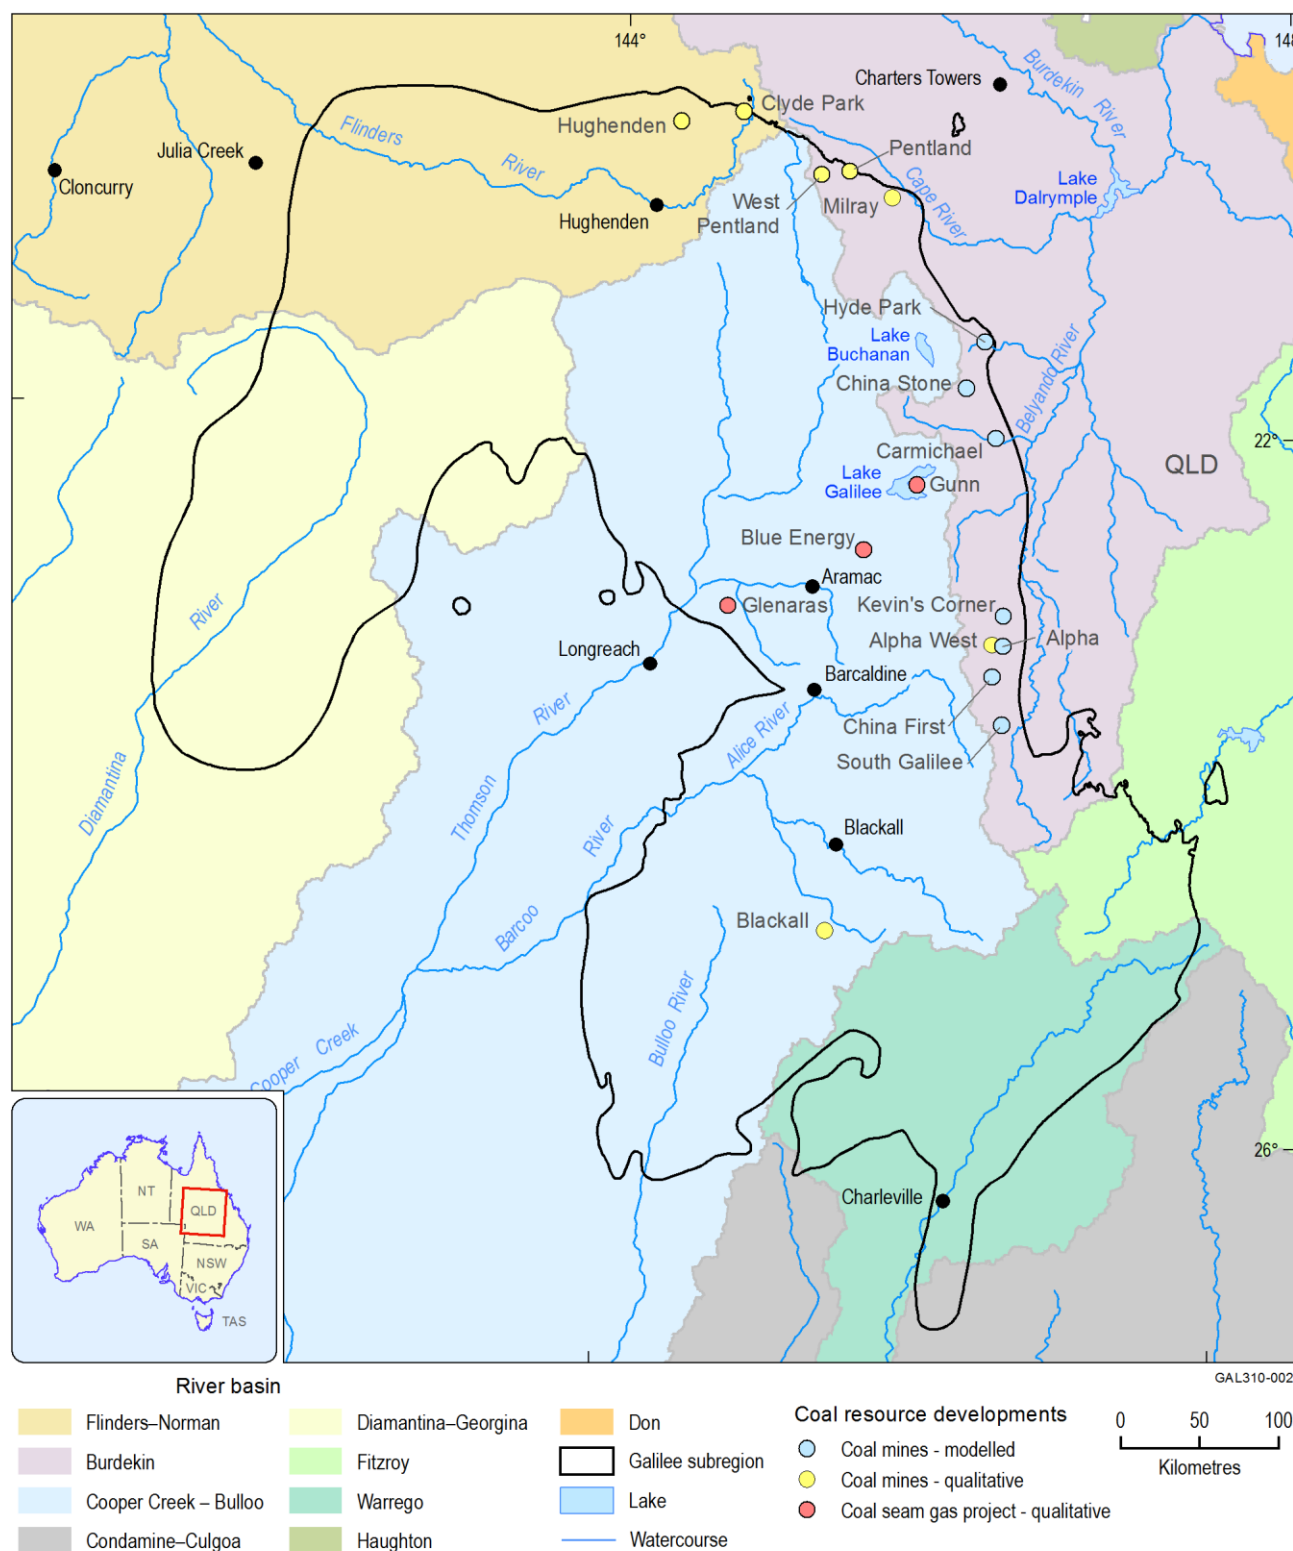 144°
148
Charters Towers
Burdekin River
Clyde Park
Hughenden
Flinders
River
Julia Creek
Cloncurry
Pentland
West
Pentland
Milray
Cape River
Lake
Dalrymple
Hughenden
Hyde Park
Lake
Buchanan
China Stone
Belyando River
Carmichael
22°
QLD
Lake
Galilee
Gunn
Blue Energy
Aramac
Glenaras
Kevin's Corner
Alpha West
Alpha
River
Longreach
Barcaldine
River
Alice River
China First
South Galilee
Diamantina
Thomson
River
Blackall
Barcoo
Blackall
Bulloo River
Cooper Creek
26°
Charleville
NT
QLD
WA
SA
NSW
VIC
TAS
GAL310-002
River basin
Flinders–Norman
Burdekin
Cooper Creek – Bulloo
Condamine–Culgoa
Diamantina–Georgina
Fitzroy
Warrego
Haughton
Don
Galilee subregion
Lake
Watercourse
Coal resource developments
Coal mines - modelled
Coal mines - qualitative
Coal seam gas project - qualitative
0 50 100
Kilometres